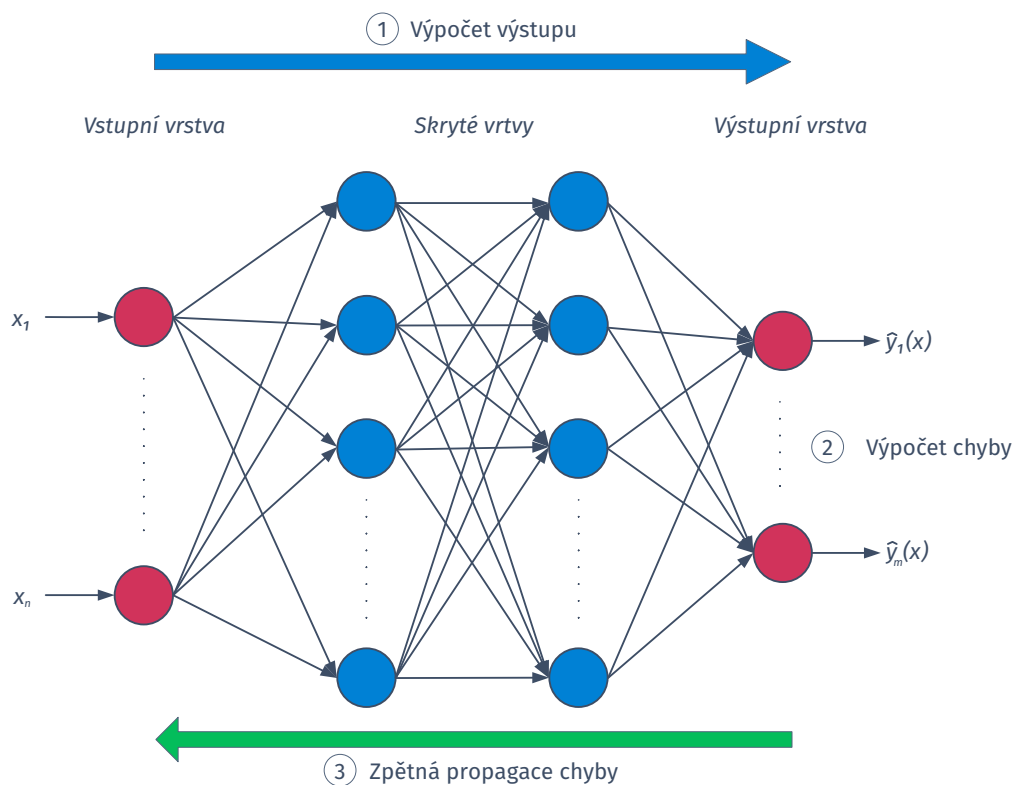 1 Výpočet výstupu
Vstupní vrstva
Skryté vrtvy
Výstupní vrstva
x₁
ŷ₁(x)
2 Výpočet chyby
xₙ
ŷₘ(x)
3 Zpětná propagace chyby